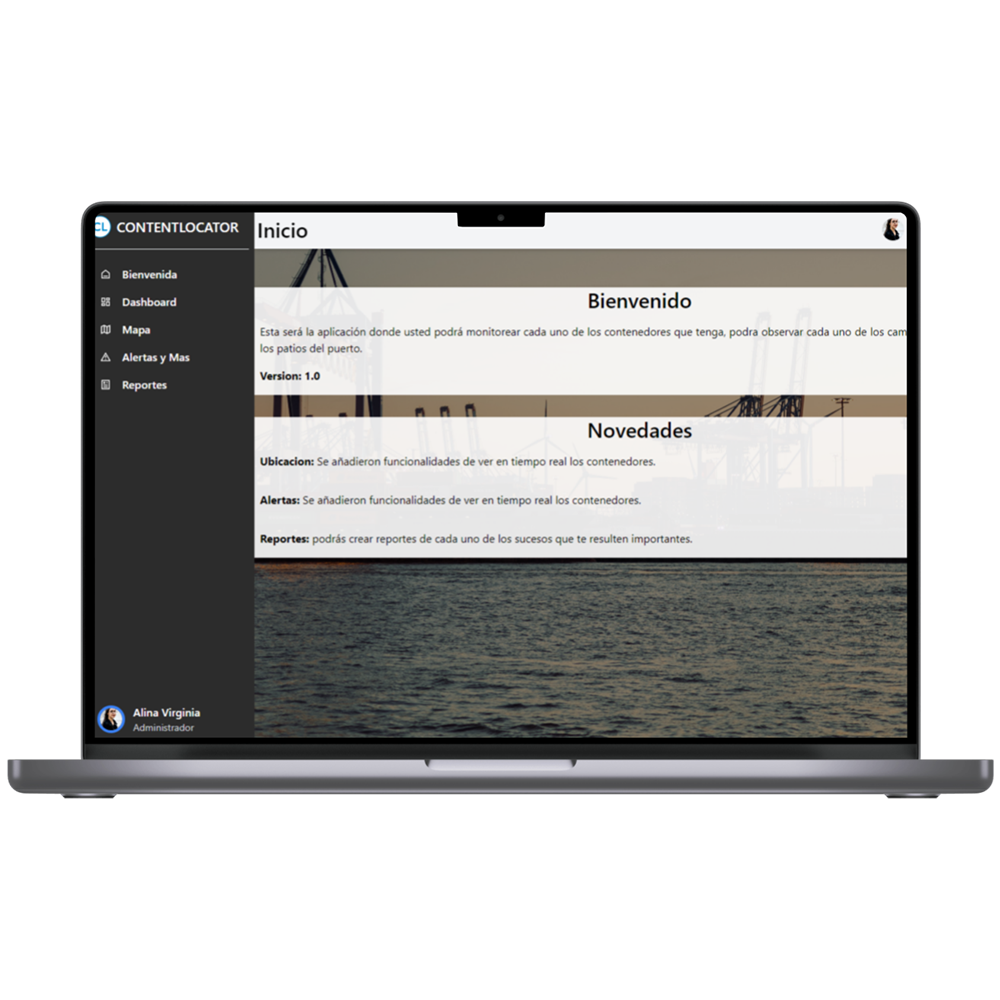 CL CONTENTLOCATOR
Inicio
Bienvenida
Dashboard
Mapa
Alertas y Mas
Reportes
Bienvenido
Esta será la aplicación donde usted podrá monitorear cada uno de los contenedores que tenga, podra observar cada uno de los cam
los patios del puerto.
Version: 1.0
Novedades
Ubicacion: Se añadieron funcionalidades de ver en tiempo real los contenedores.
Alertas: Se añadieron funcionalidades de ver en tiempo real los contenedores.
Reportes: podrás crear reportes de cada uno de los sucesos que te resulten importantes.
Alina Virginia
Administrador